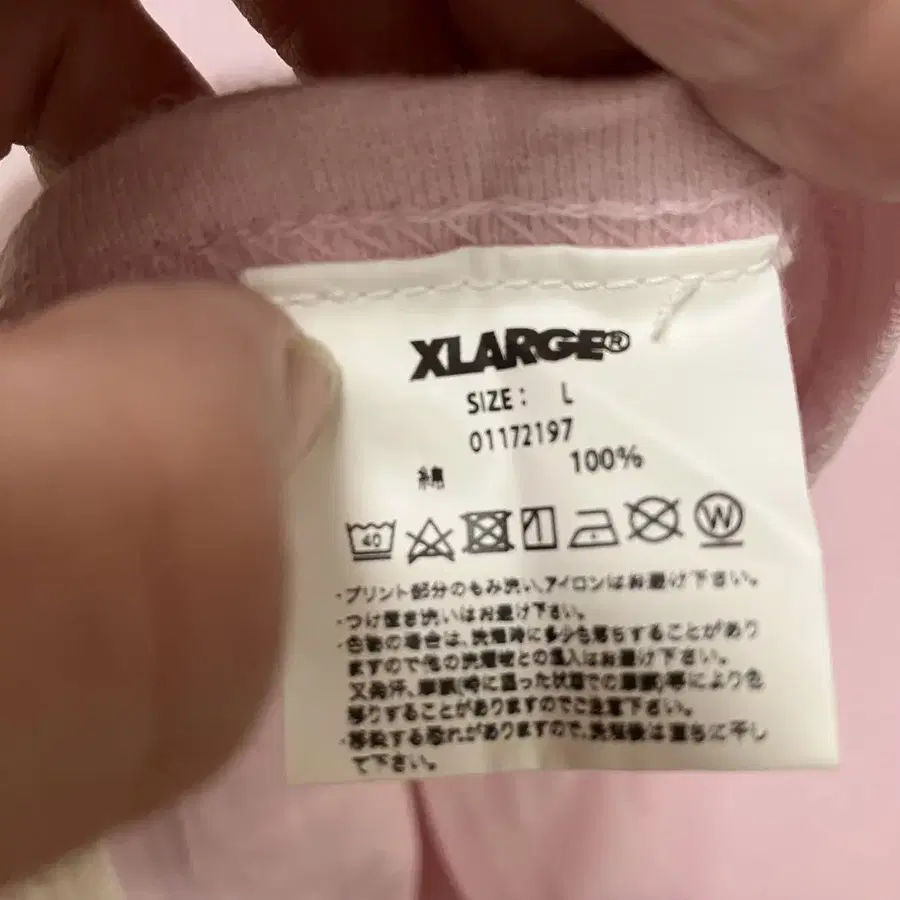 XLARGE®
SIZE: L
01172197
綿 100%
40 W
・プリント部分のもみ洗い、アイロンはお避け下さい。
・つけ置き洗いはお避け下さい。
・色物の場合は、洗濯時に多少色落ちすることがあり
ますので他の洗濯物との混入はお避け下さい。
又発汗、摩擦(特に湿った状態での摩擦)等により色
移りすることがありますのでご注意下さい。
・移染する恐れがありますので、洗濯後は直ちに干し
て下さい。